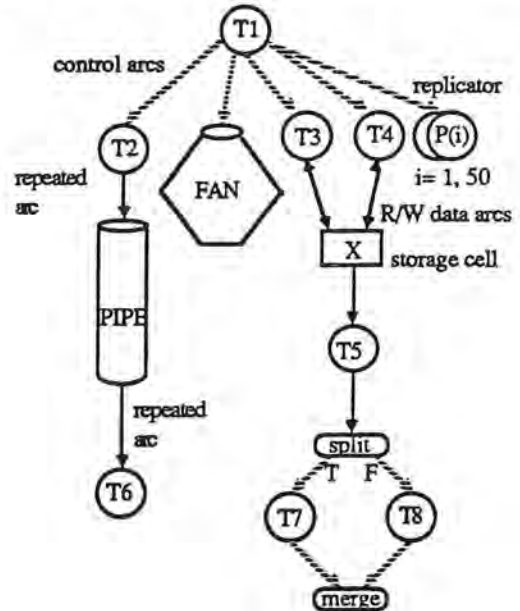 T1
control arcs
replicator
T2
T3
T4
P(i)
repeated
arc
FAN
i= 1, 50
R/W data arcs
X
storage cell
PIPE
T5
repeated
arc
split
T F
T6
T7
T8
merge